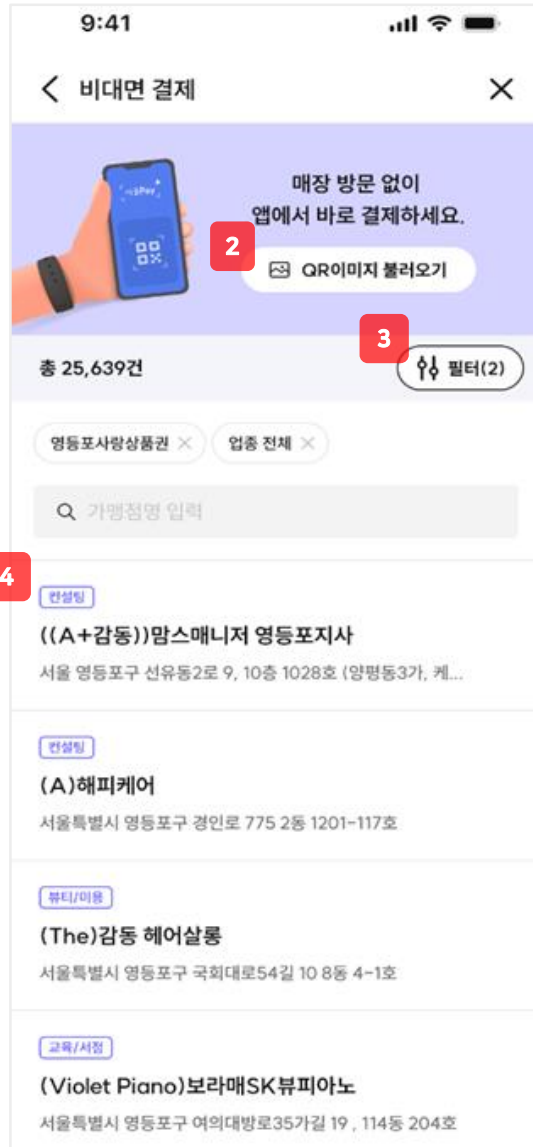 9:41
비대면 결제
매장 방문 없이
앱에서 바로 결제하세요.
2
QR이미지 불러오기
3
총 25,639건
필터(2)
영등포사랑상품권
업종 전체
가맹점명 입력
4
컨설팅
((A+감동))맘스매니저 영등포지사
서울 영등포구 선유동2로 9, 10층 1028호 (양평동3가, 케...
컨설팅
(A)해피케어
서울특별시 영등포구 경인로 775 2동 1201-117호
뷰티/미용
(The)감동 헤어살롱
서울특별시 영등포구 국회대로54길 10 8동 4-1호
교육/서점
(Violet Piano)보라매SK뷰피아노
서울특별시 영등포구 여의대방로35가길 19 , 114동 204호